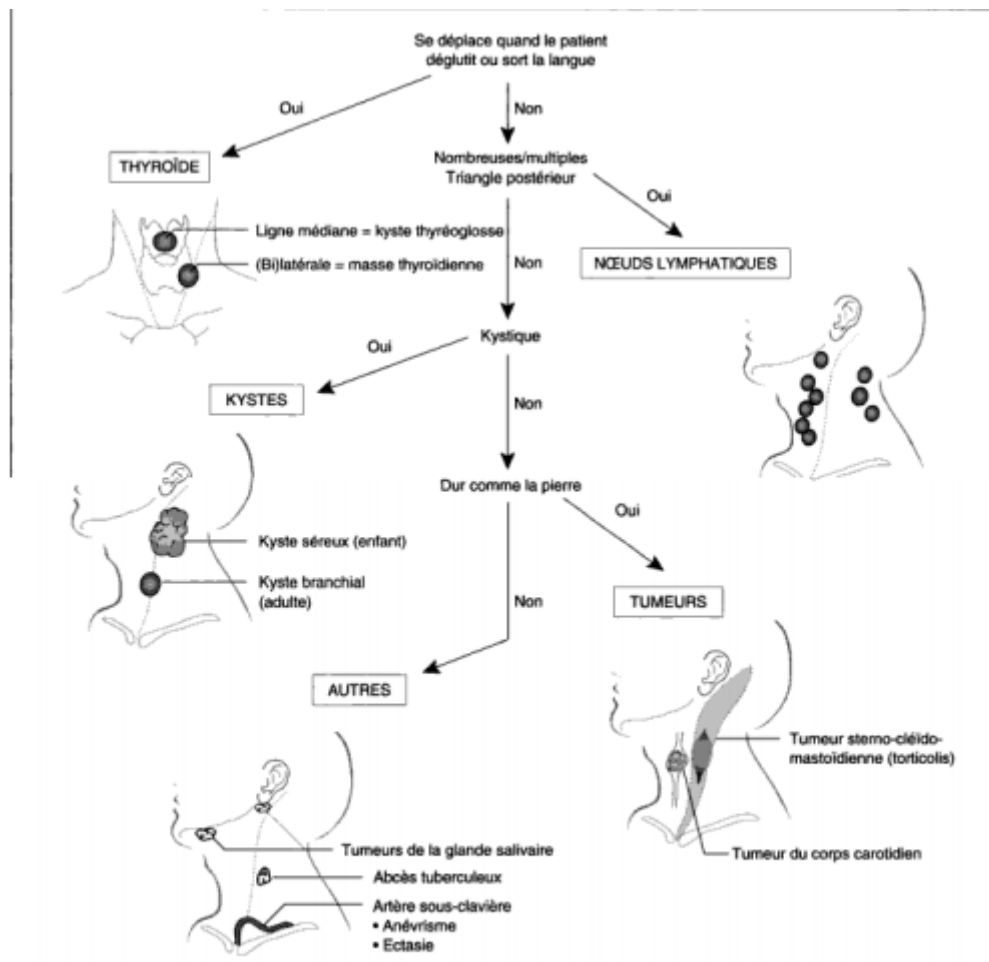 Se déplace quand le patient
déglutit ou sort la langue
Oui
Non
THYROÏDE
Nombreuses/multiples
Triangle postérieur
Oui
Ligne médiane = kyste thyréoglosse
(Bi)latérale = masse thyroïdienne
Non
NŒUDS LYMPHATIQUES
Oui
Kystique
KYSTES
Non
Dur comme la pierre
Oui
Kyste séreux (enfant)
Kyste branchial
(adulte)
Non
TUMEURS
AUTRES
Tumeur sterno-cléido-
mastoïdienne (torticolis)
Tumeurs de la glande salivaire
Tumeur du corps carotidien
Abcès tuberculeux
Artère sous-clavière
• Anévrisme
• Ectasie